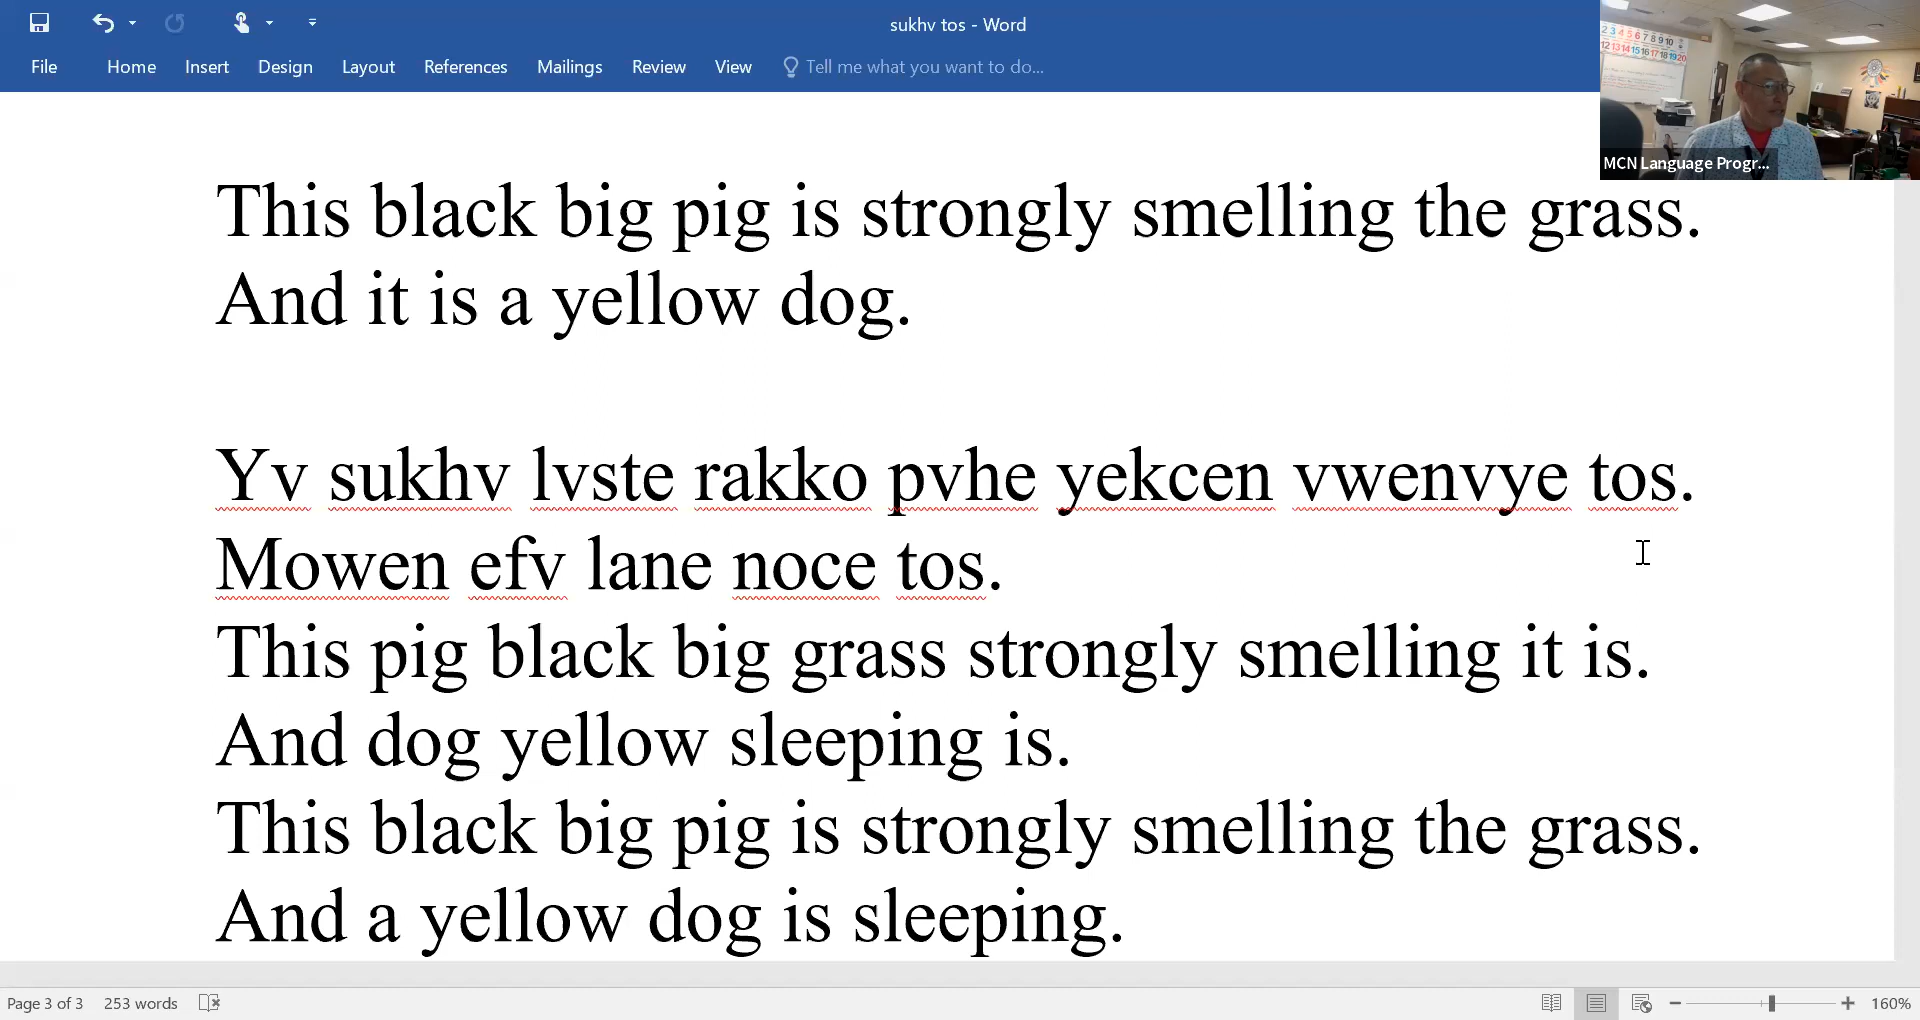 sukhv tos - Word
File Home Insert Design Layout References Mailings Review View Tell me what you want to do...
MCN Language Progr...
This black big pig is strongly smelling the grass.
And it is a yellow dog.
Yv sukhv lvste rakko pvhe yekcen vwenvye tos.
Mowen efv lane noce tos.
This pig black big grass strongly smelling it is.
And dog yellow sleeping is.
This black big pig is strongly smelling the grass.
And a yellow dog is sleeping.
Page 3 of 3 253 words 160%